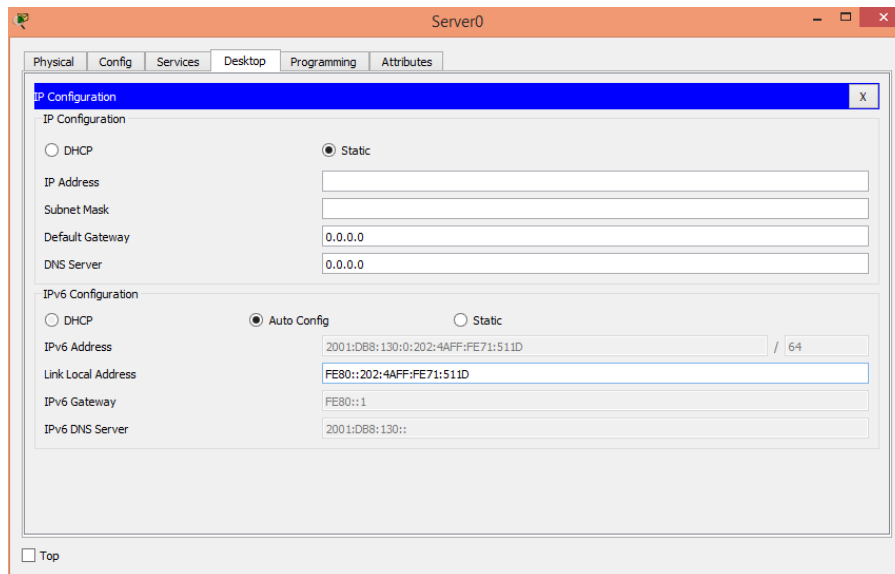 Server0
Physical Config Services Desktop Programming Attributes
IP Configuration X
IP Configuration
DHCP Static
IP Address
Subnet Mask
Default Gateway 0.0.0.0
DNS Server 0.0.0.0
IPv6 Configuration
DHCP Auto Config Static
IPv6 Address 2001:DB8:130:0:202:4AFF:FE71:511D / 64
Link Local Address FE80::202:4AFF:FE71:511D
IPv6 Gateway FE80::1
IPv6 DNS Server 2001:DB8:130::
Top